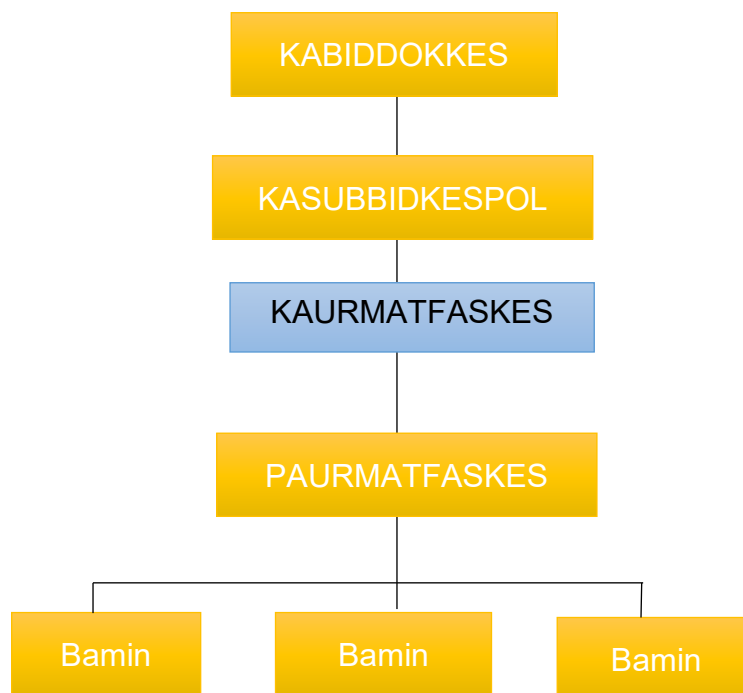 KABIDDOKKES
KASUBBIDKESPOL
KAURMATFASKES
PAURMATFASKES
Bamin
Bamin
Bamin